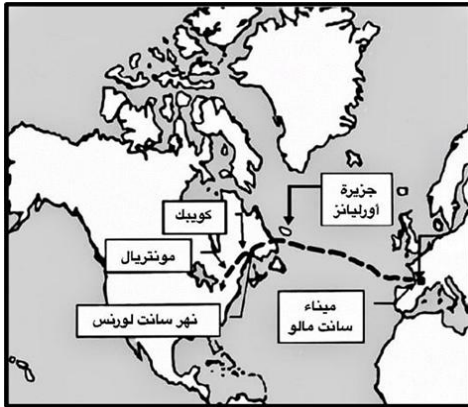 جزيرة
أورليانز
كويبك
مونتريال
نهر سانت لورنس
ميناء
سانت مالو